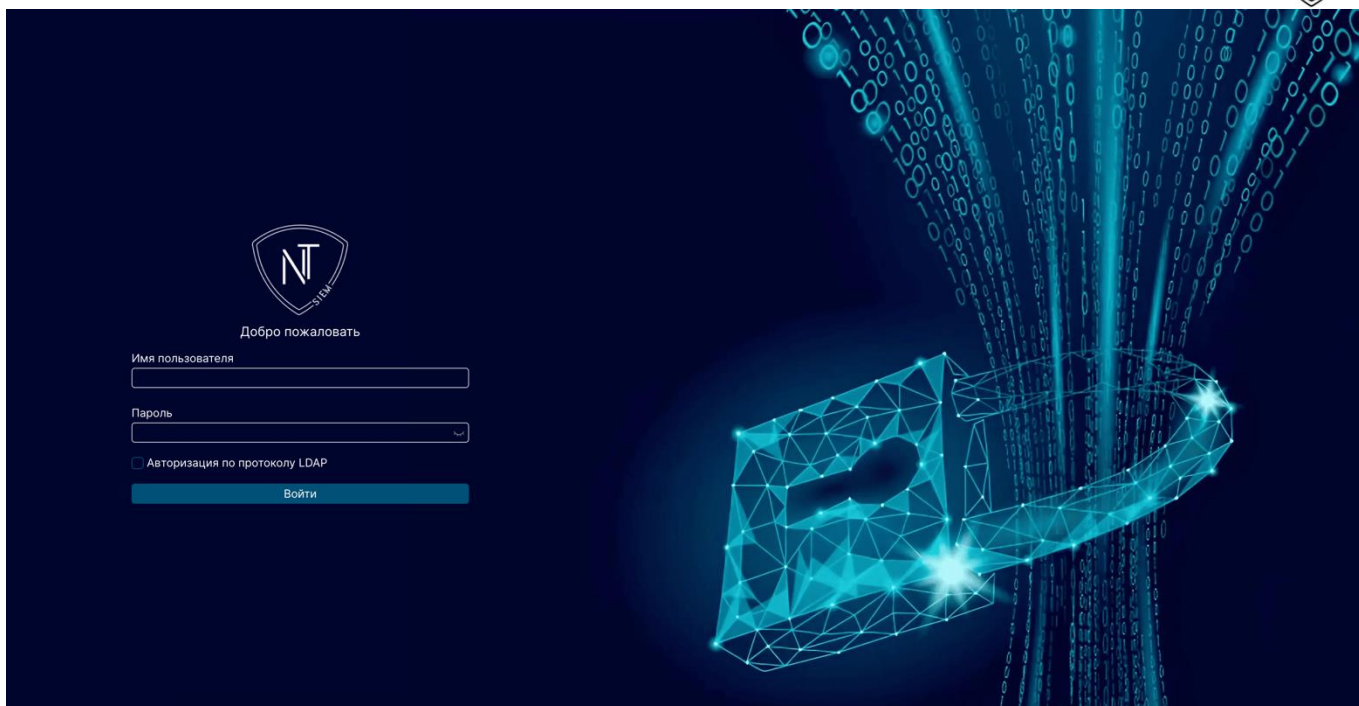 NT
SIEM
Добро пожаловать
Имя пользователя
Пароль
Авторизация по протоколу LDAP
Войти